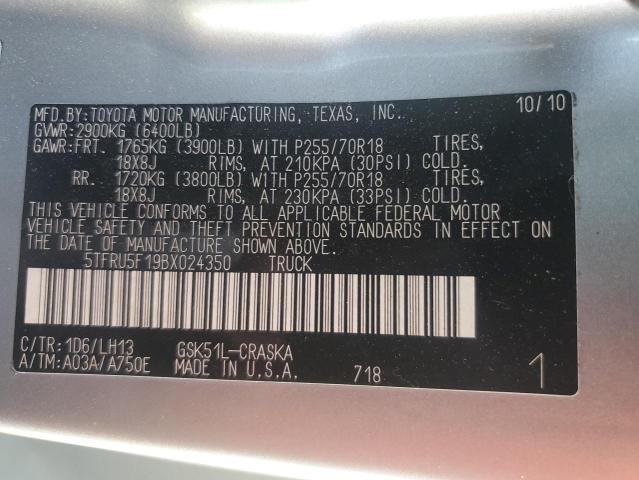 MFD.BY:TOYOTA MOTOR MANUFACTURING, TEXAS, INC. 10/10
GVWR:2900KG (6400LB)
GAWR:FRT. 1765KG (3900LB) WITH P255/70R18 TIRES,
18X8J RIMS, AT 210KPA (30PSI) COLD.
RR. 1720KG (3800LB) WITH P255/70R18 TIRES,
18X8J RIMS, AT 230KPA (33PSI) COLD.
THIS VEHICLE CONFORMS TO ALL APPLICABLE FEDERAL MOTOR
VEHICLE SAFETY AND THEFT PREVENTION STANDARDS IN EFFECT
ON THE DATE OF MANUFACTURE SHOWN ABOVE.
5TFRU5F19BX024350 TRUCK
C/TR:1D6/LH13 GSK51L-CRASKA
A/TM:A03A/A750E MADE IN U.S.A. 718 1